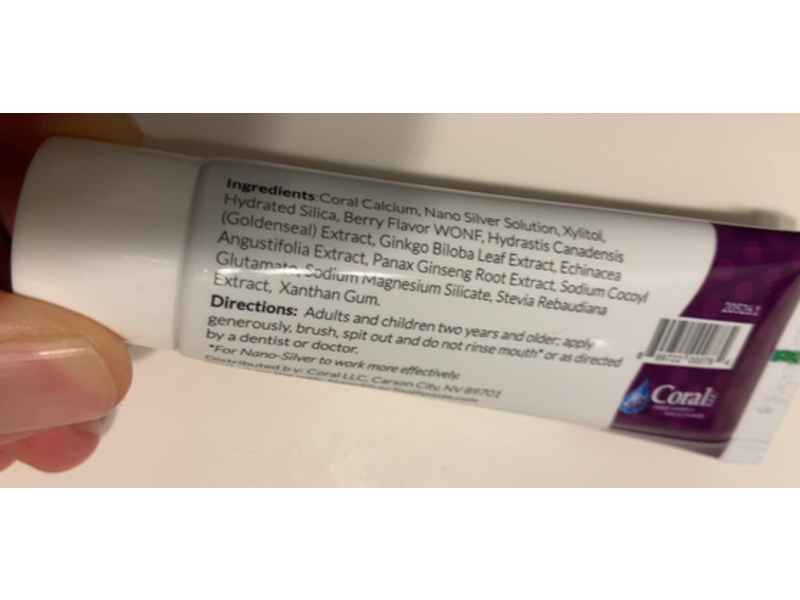 Ingredients:Coral Calcium, Nano Silver Solution, Xylitol,
Hydrated Silica, Berry Flavor WONF, Hydrastis Canadensis
(Goldenseal) Extract, Ginkgo Biloba Leaf Extract, Echinacea
Angustifolia Extract, Panax Ginseng Root Extract, Sodium Cocoyl
Glutamate, Sodium Magnesium Silicate, Stevia Rebaudiana
Extract, Xanthan Gum.
Directions: Adults and children two years and older; apply
generously, brush, spit out and do not rinse mouth* or as directed
by a dentist or doctor.
*For Nano-Silver to work more effectively.
Distributed by: Coral LLC, Carson City, NV 89701
205261
Coral